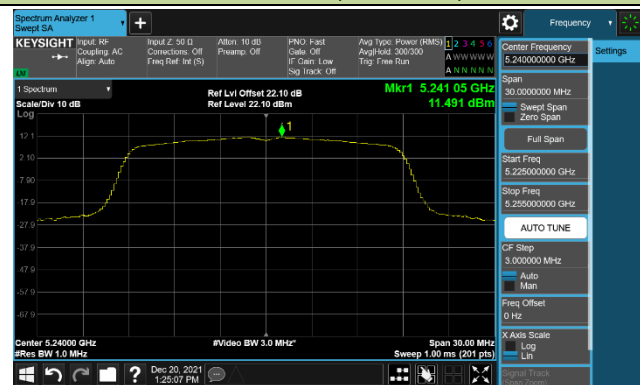 Spectrum Analyzer 1
Swept SA
Frequency
KEYSIGHT
Input: RF
Coupling: AC
Align: Auto
Input Z: 50 Ω
Corrections: Off
Freq Ref: Int (S)
Atten: 10 dB
Preamp: Off
PNO: Fast
Gate: Off
IF Gain: Low
Sig Track: Off
Avg Type: Power (RMS)
Avg|Hold: 300/300
Trig: Free Run
1 2 3 4 5 6
A W W W W W
A N N N N N
1 Spectrum
Scale/Div 10 dB
Log
Ref Lvl Offset 22.10 dB
Ref Level 22.10 dBm
Mkr1 5.241 05 GHz
11.491 dBm
1
12.1
2.10
-7.90
-17.9
-27.9
-37.9
-47.9
-57.9
-67.9
Center 5.24000 GHz
#Res BW 1.0 MHz
#Video BW 3.0 MHz*
Span 30.00 MHz
Sweep 1.00 ms (201 pts)
Dec 20, 2021
1:25:07 PM
Center Frequency
5.240000000 GHz
Settings
Span
30.0000000 MHz
Swept Span
Zero Span
Full Span
Start Freq
5.225000000 GHz
Stop Freq
5.255000000 GHz
AUTO TUNE
CF Step
3.000000 MHz
Auto
Man
Freq Offset
0 Hz
X Axis Scale
Log
Lin
Signal Track
(Span Zoom)